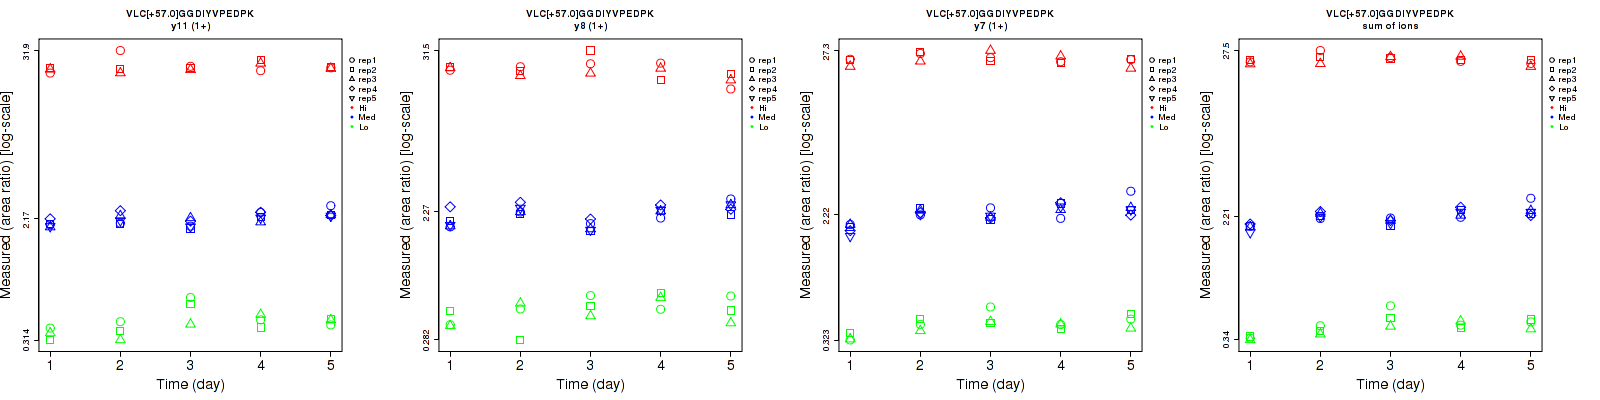 VLC[+57.0]GGDIYVPEDPK
y11 (1+)
Measured (area ratio) [log-scale]
31.9
2.17
0.314
1 2 3 4 5
Time (day)
rep1
rep2
rep3
rep4
rep5
Hi
Med
Lo
VLC[+57.0]GGDIYVPEDPK
y8 (1+)
Measured (area ratio) [log-scale]
31.5
2.27
0.282
1 2 3 4 5
Time (day)
rep1
rep2
rep3
rep4
rep5
Hi
Med
Lo
VLC[+57.0]GGDIYVPEDPK
y7 (1+)
Measured (area ratio) [log-scale]
27.3
2.22
0.323
1 2 3 4 5
Time (day)
rep1
rep2
rep3
rep4
rep5
Hi
Med
Lo
VLC[+57.0]GGDIYVPEDPK
sum of ions
Measured (area ratio) [log-scale]
27.5
2.21
0.34
1 2 3 4 5
Time (day)
rep1
rep2
rep3
rep4
rep5
Hi
Med
Lo